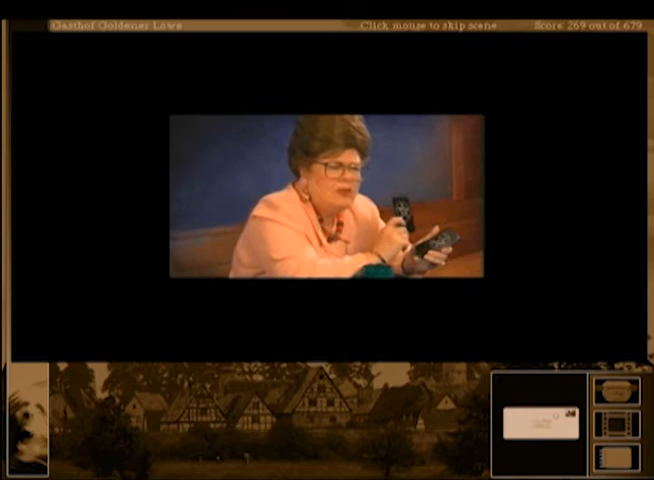 Gasthof Goldener Löwe
Click mouse to skip scene
Score: 269 out of 679